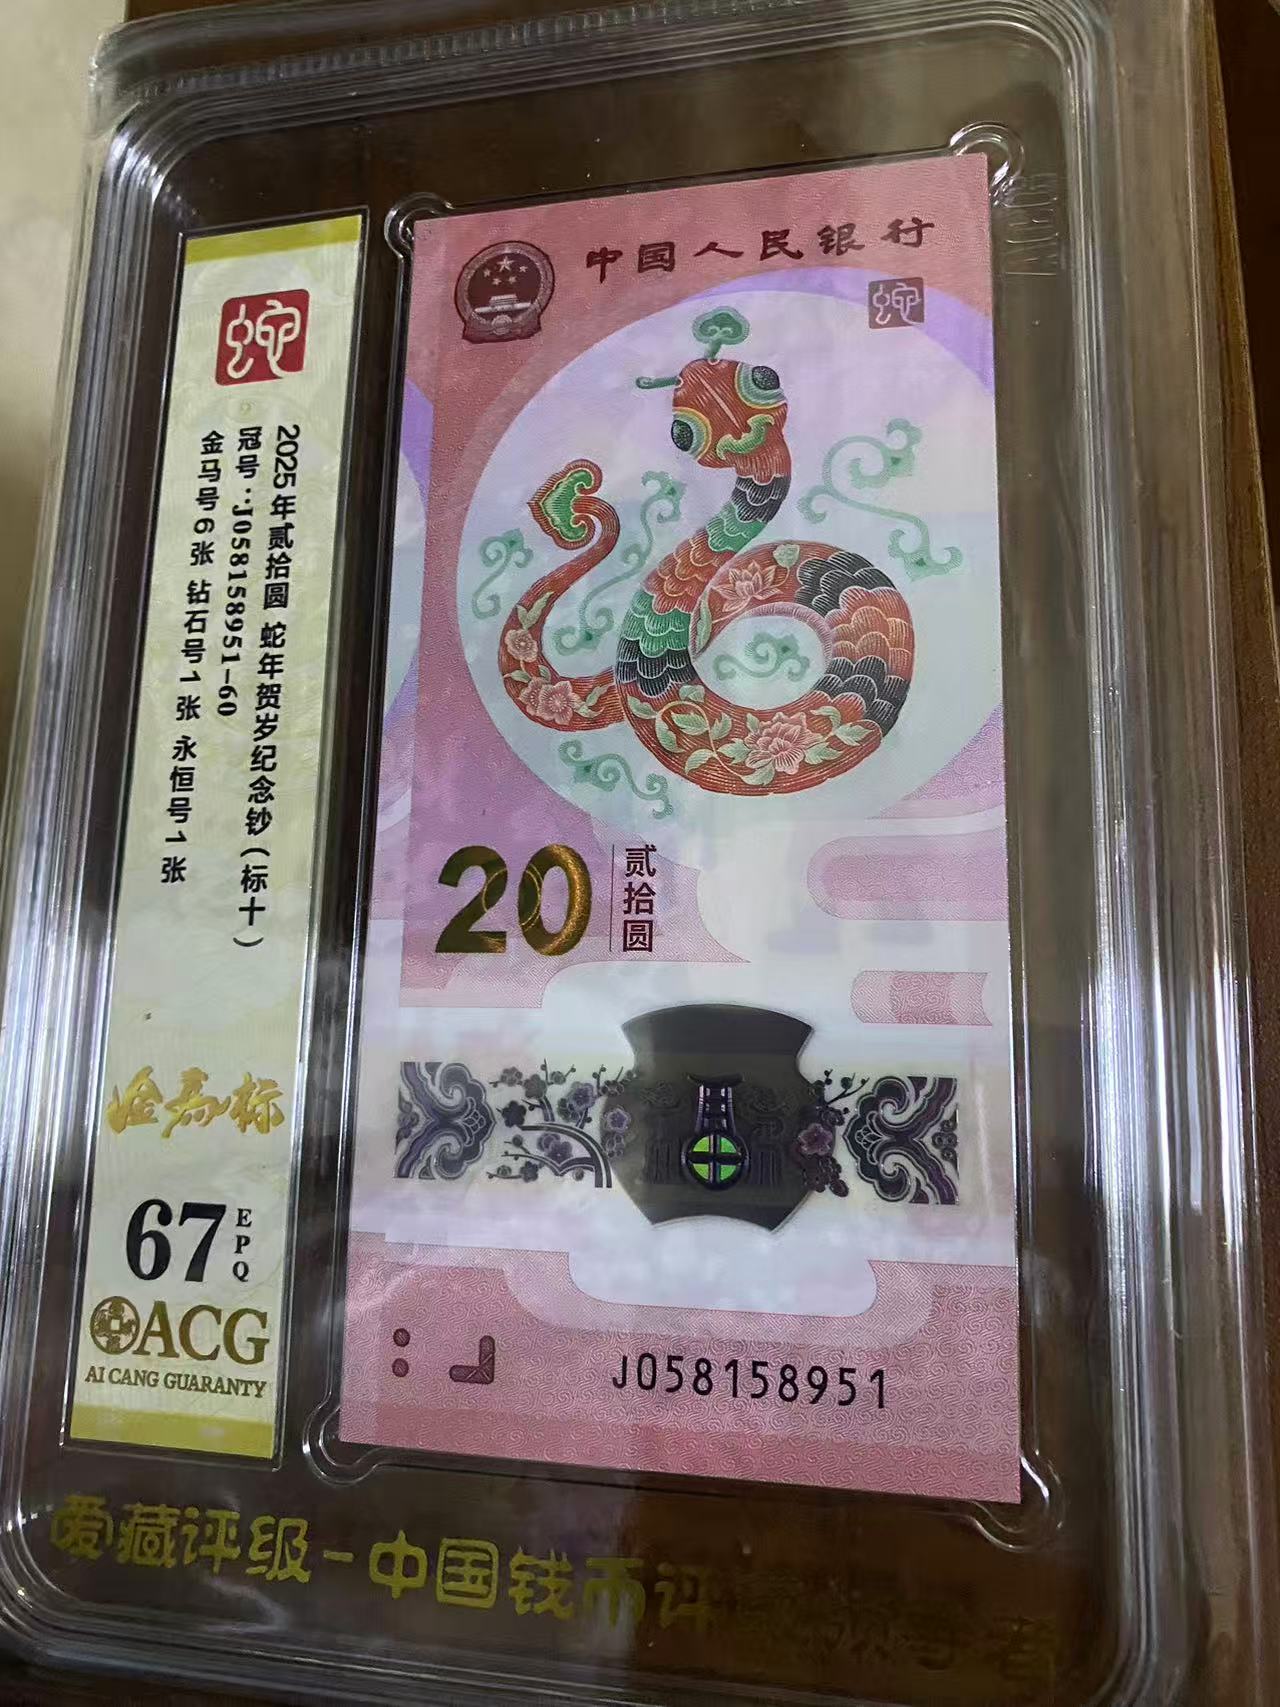 蛇
2025年贰拾圆 蛇年贺岁纪念钞（标十）
冠号：J058158951-60
金马号6张 钻石号1张 永恒号1张
金马标
67
EPQ
ACG
AI CANG GUARANTY
中国人民银行
蛇
20
贰拾圆
J058158951
爱藏评级－中国钱币评